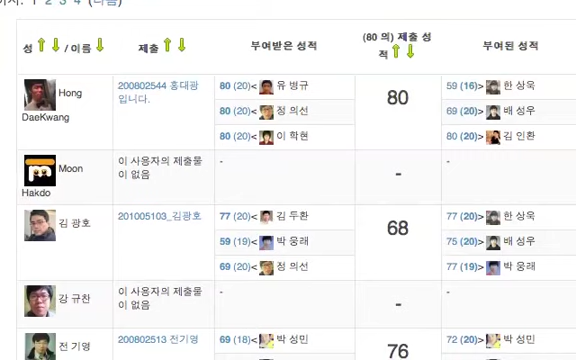 1 2 3 4 (다음)
성 / 이름 제출 부여받은 성적 (80 의) 제출 성적 부여된 성적
Hong DaeKwang
200802544 홍대광입니다.
80 (20)< 유 병규
80 (20)< 정 의선
80 (20)< 이 학현
80
59 (16)> 한 상욱
69 (20)> 배 성우
80 (20)> 김 인환
Moon Hakdo
이 사용자의 제출물이 없음
-
-
-
김 광호
201005103_김광호
77 (20)< 김 두환
59 (19)< 박 웅래
69 (20)< 정 의선
68
77 (20)> 한 상욱
75 (20)> 배 성우
77 (19)> 박 웅래
강 규찬
이 사용자의 제출물이 없음
-
-
-
전 기영
200802513 전기영
69 (18)< 박 성민
76
72 (20)> 박 성민